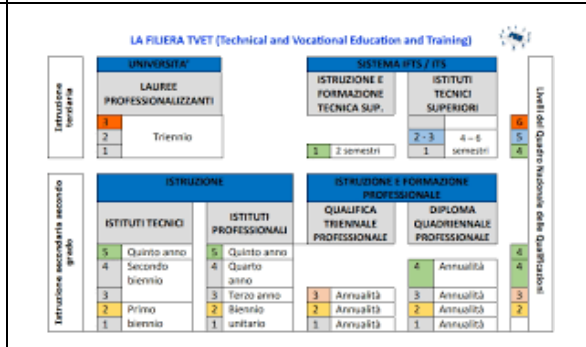 LA FILIERA TVET (Technical and Vocational Education and Training)
UNIVERSITA'
SISTEMA IFTS / ITS
LAUREE
PROFESSIONALIZZANTI
ISTRUZIONE E
FORMAZIONE
TECNICA SUP.
ISTITUTI
TECNICI
SUPERIORI
Istruzione
terziaria
3
2 Triennio
1
1 2 semestri
2 - 3 4 – 6
1 semestri
6
5
4
Livelli del Quadro Nazionale delle Qualificazioni
ISTRUZIONE
ISTRUZIONE E FORMAZIONE
PROFESSIONALE
ISTITUTI TECNICI
ISTITUTI
PROFESSIONALI
QUALIFICA
TRIENNALE
PROFESSIONALE
DIPLOMA
QUADRIENNALE
PROFESSIONALE
Istruzione secondaria secondo
grado
5 Quinto anno
4 Secondo
biennio
3
2 Primo
1 biennio
5 Quinto anno
4 Quarto
anno
3 Terzo anno
2 Biennio
1 unitario
3 Annualità
2 Annualità
1 Annualità
4 Annualità
3 Annualità
2 Annualità
1 Annualità
4
4
3
2